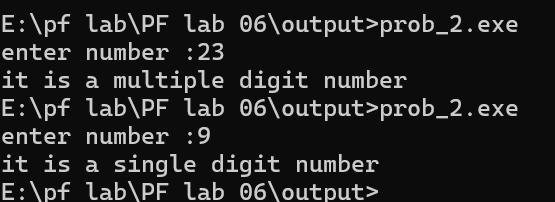 E:\pf lab\PF lab 06\output>prob_2.exe
enter number :23
it is a multiple digit number
E:\pf lab\PF lab 06\output>prob_2.exe
enter number :9
it is a single digit number
E:\pf lab\PF lab 06\output>